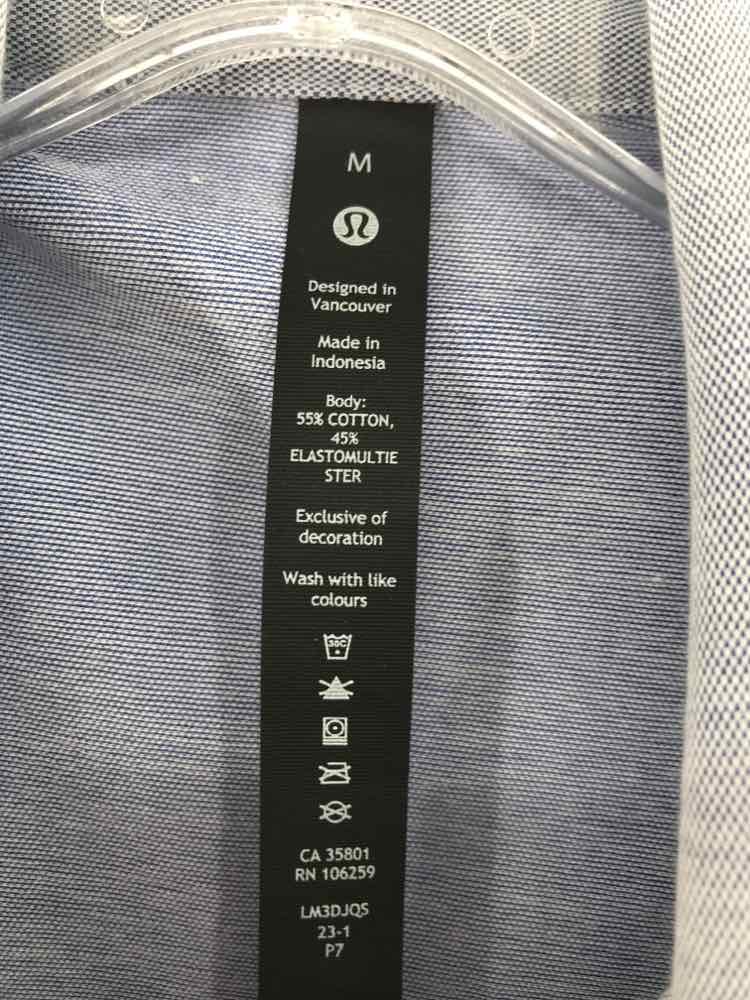 M
Designed in
Vancouver
Made in
Indonesia
Body:
55% COTTON,
45%
ELASTOMULTIE
STER
Exclusive of
decoration
Wash with like
colours
30C
CA 35801
RN 106259
LM3DJQS
23-1
P7